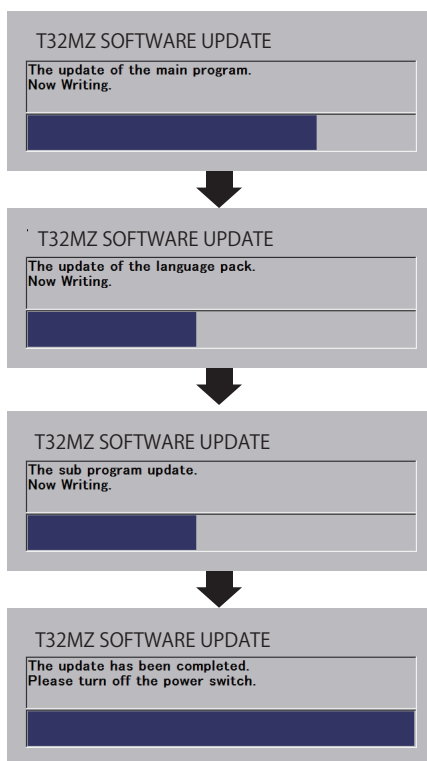 T32MZ SOFTWARE UPDATE
The update of the main program.
Now Writing.
T32MZ SOFTWARE UPDATE
The update of the language pack.
Now Writing.
T32MZ SOFTWARE UPDATE
The sub program update.
Now Writing.
T32MZ SOFTWARE UPDATE
The update has been completed.
Please turn off the power switch.